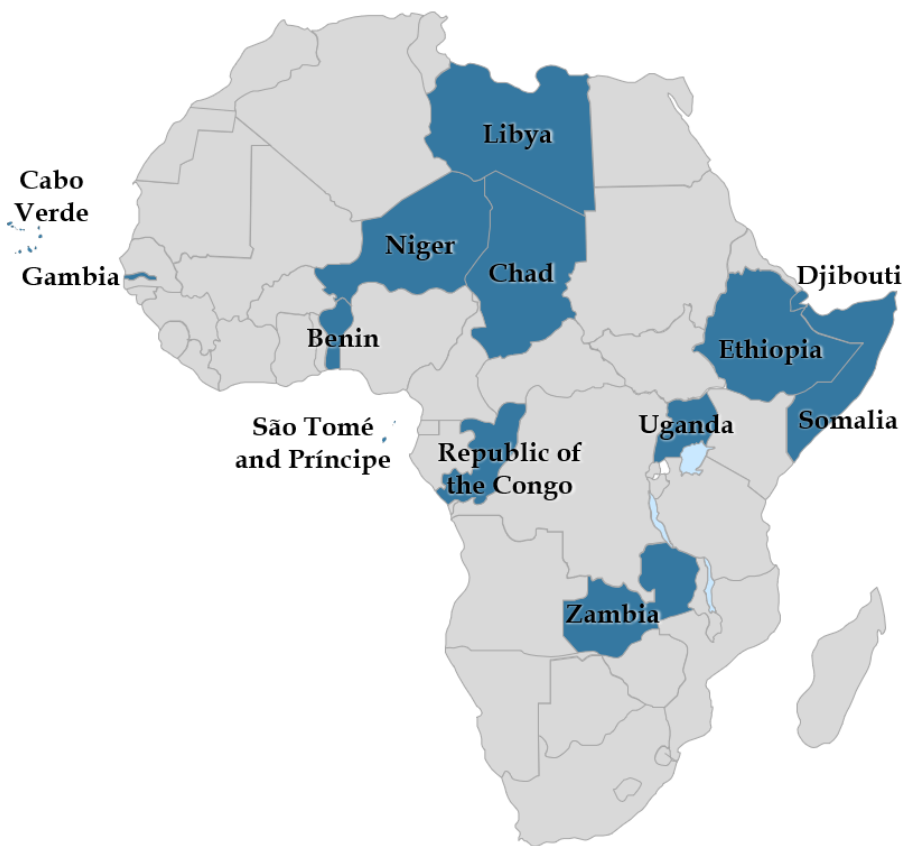 Libya
Cabo
Verde
Niger
Gambia
Chad
Djibouti
Benin
Ethiopia
São Tomé
and Príncipe
Uganda
Somalia
Republic of
the Congo
Zambia